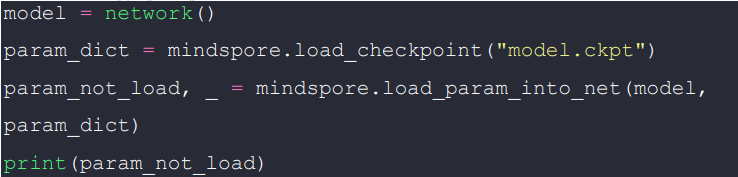 model = network()
param_dict = mindspore.load_checkpoint("model.ckpt")
param_not_load, _ = mindspore.load_param_into_net(model,
param_dict)
print(param_not_load)